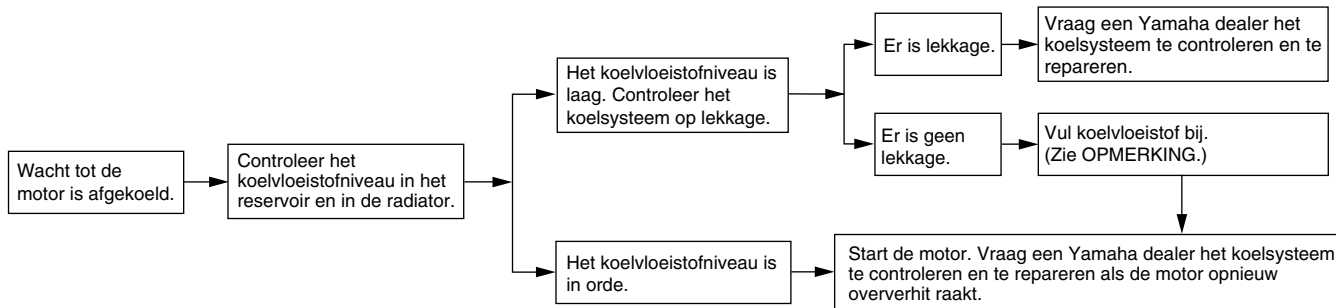 Wacht tot de
motor is afgekoeld.
Controleer het
koelvloeistofniveau in het
reservoir en in de radiator.
Het koelvloeistofniveau is
laag. Controleer het
koelsysteem op lekkage.
Er is lekkage.
Vraag een Yamaha dealer het
koelsysteem te controleren en te
repareren.
Er is geen
lekkage.
Vul koelvloeistof bij.
(Zie OPMERKING.)
Het koelvloeistofniveau is
in orde.
Start de motor. Vraag een Yamaha dealer het koelsysteem
te controleren en te repareren als de motor opnieuw
oververhit raakt.